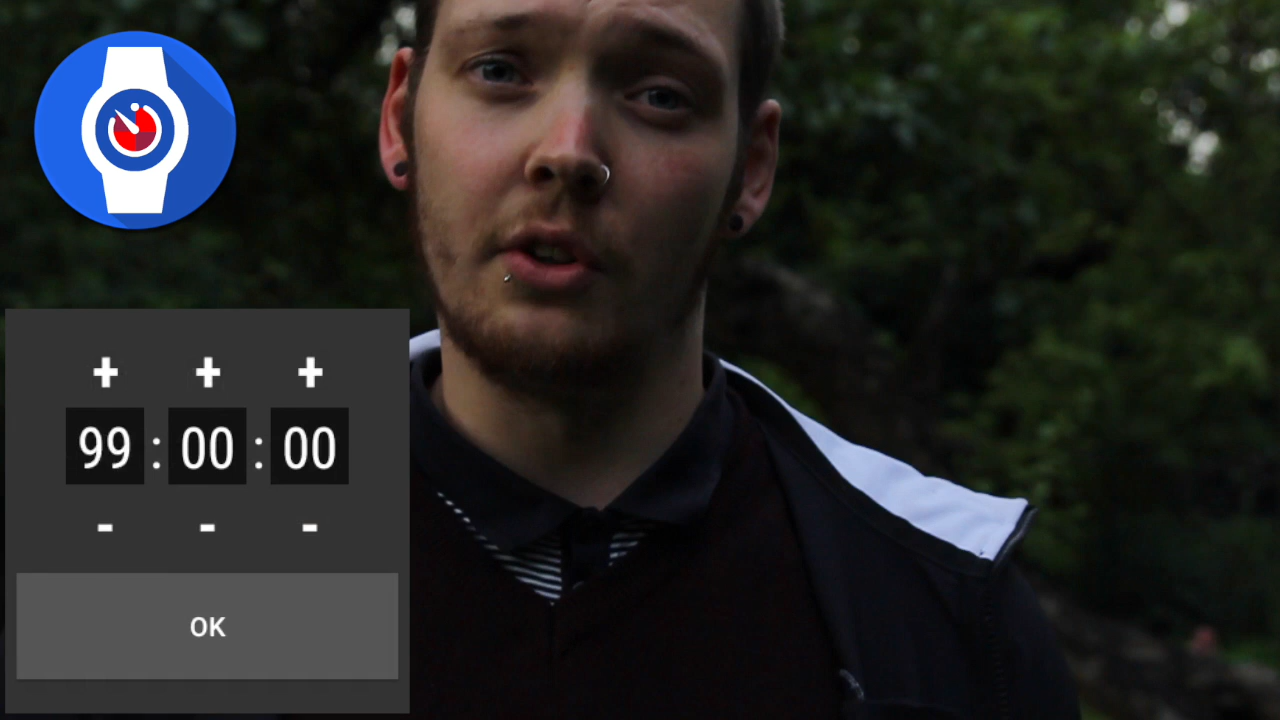 + + +
99 : 00 : 00
- - -
OK